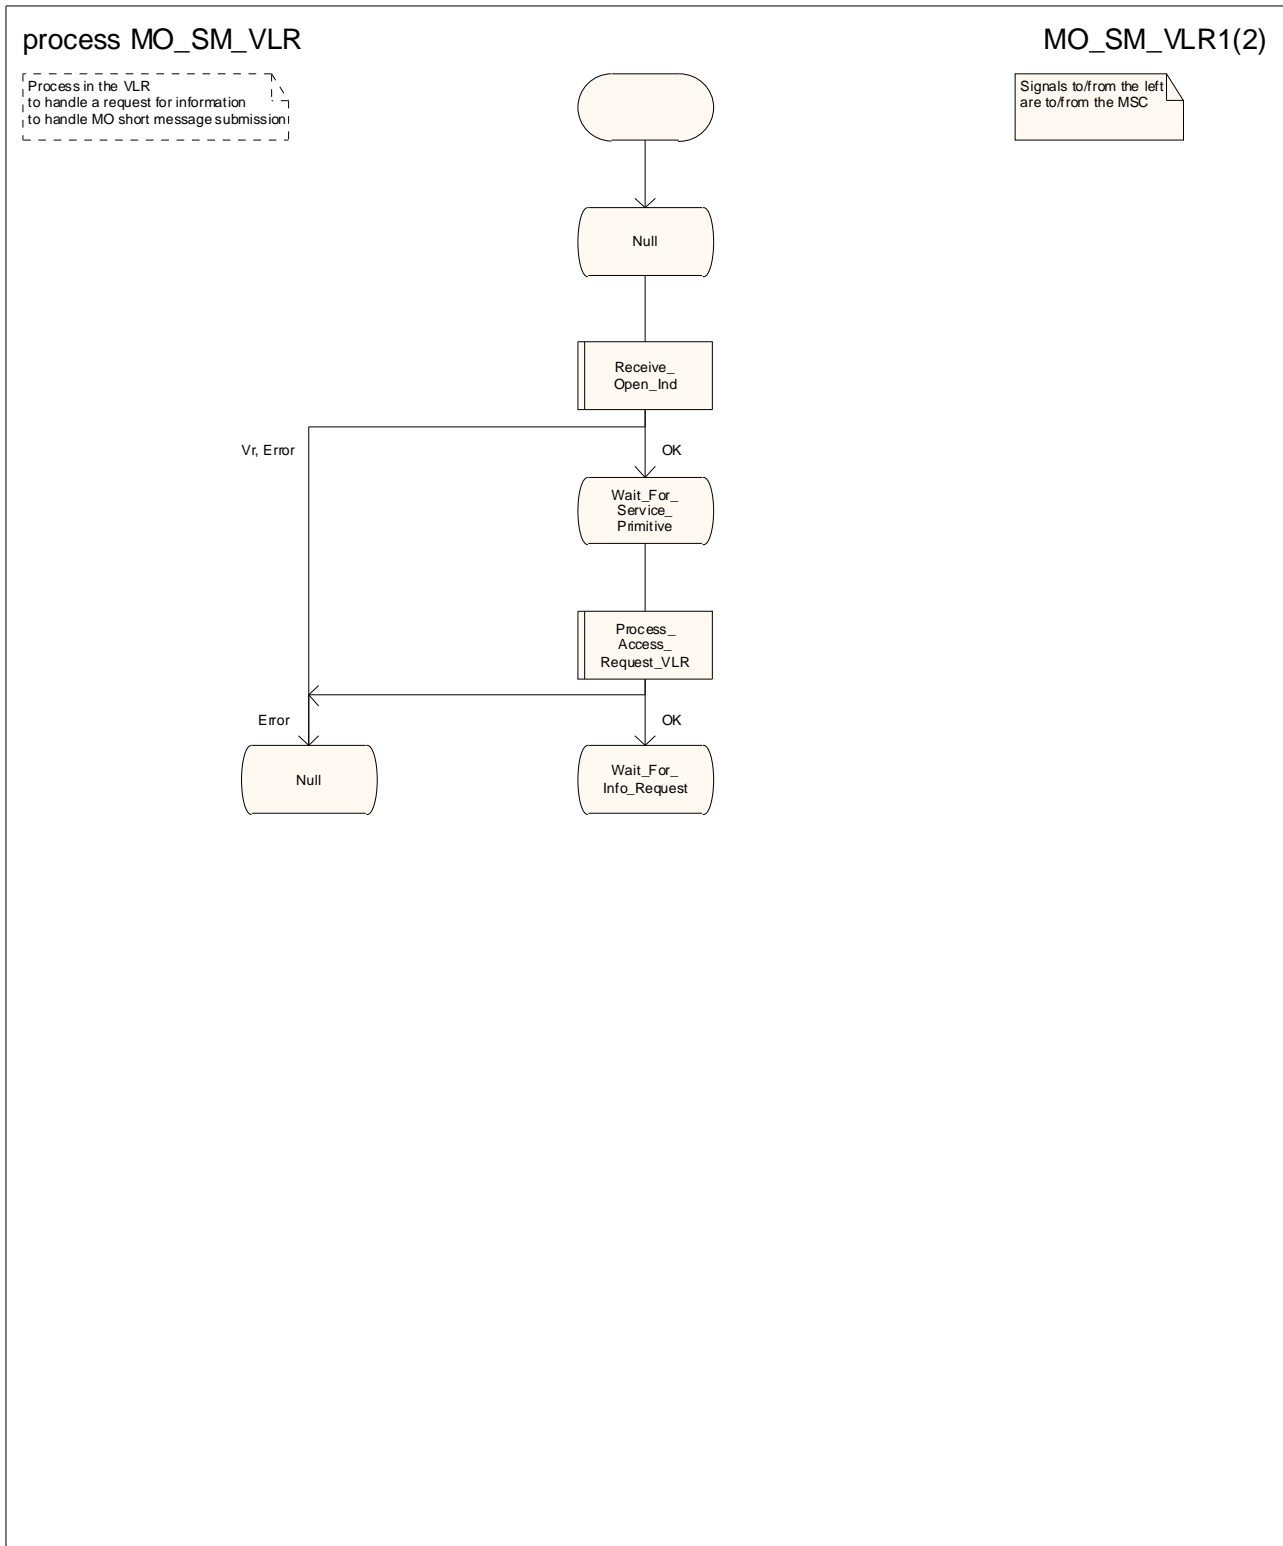 process MO_SM_VLR
MO_SM_VLR1(2)
Process in the VLR
to handle a request for information
to handle MO short message submission
Signals to/from the left
are to/from the MSC
Null
Receive_
Open_Ind
Vr, Error
OK
Wait_For_
Service_
Primitive
Process_
Access_
Request_VLR
Error
OK
Null
Wait_For_
Info_Request